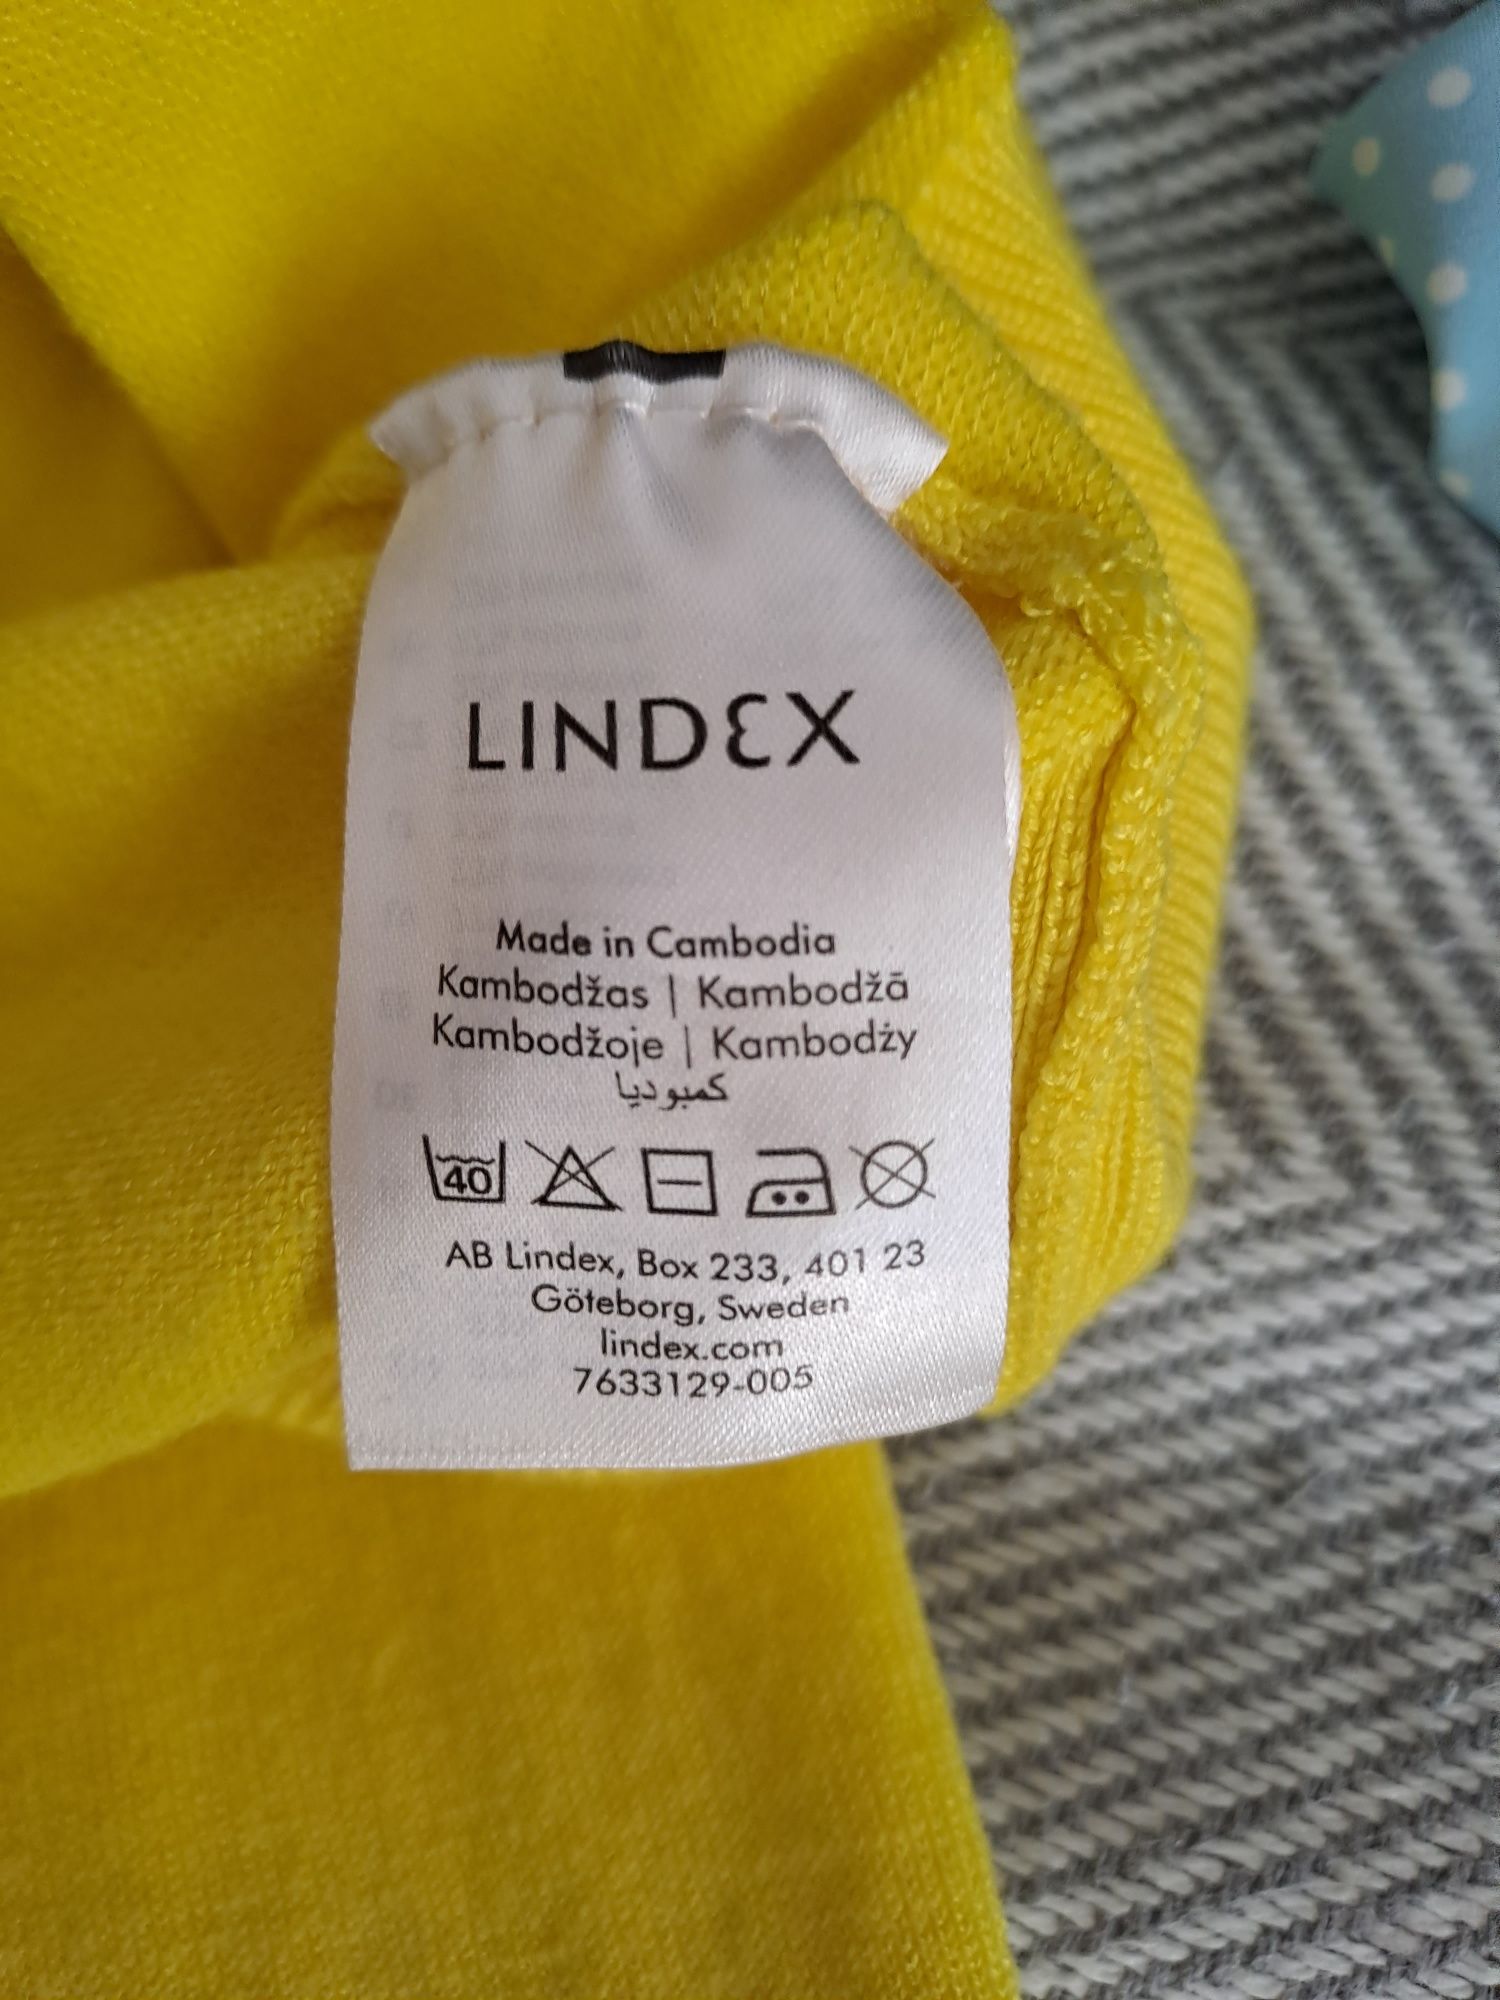 LINDEX
Made in Cambodia
Kambodžas | Kambodžā
Kambodžoje | Kambodży
كمبوديا
40
AB Lindex, Box 233, 401 23
Göteborg, Sweden
lindex.com
7633129-005